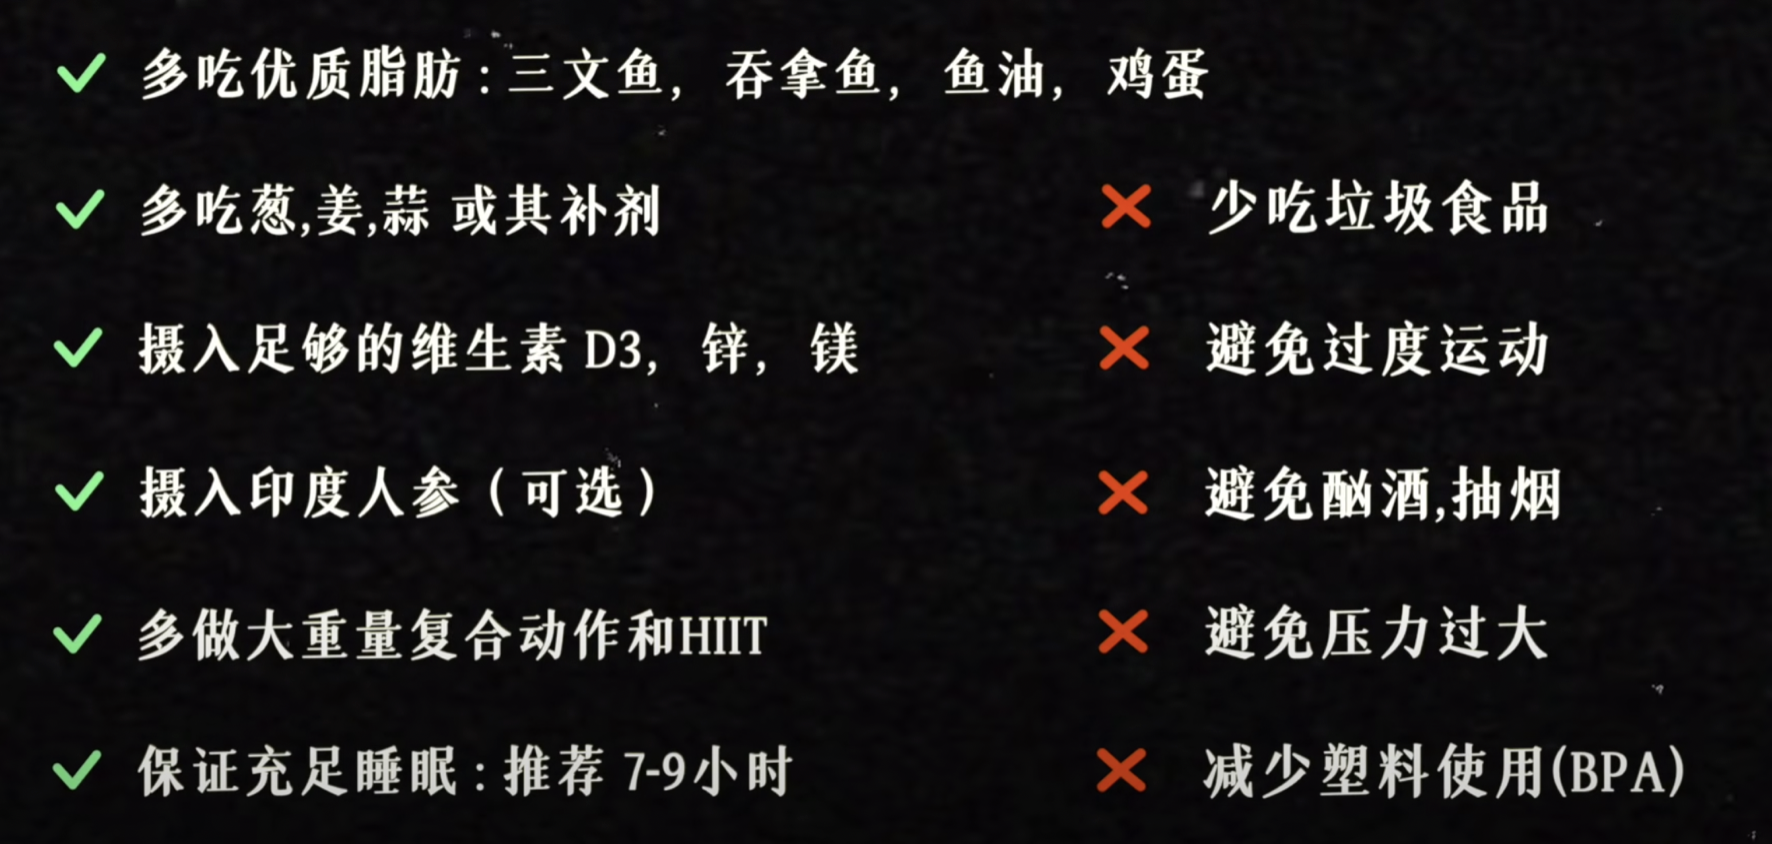 多吃优质脂肪：三文鱼，吞拿鱼，鱼油，鸡蛋
多吃葱,姜,蒜 或其补剂
少吃垃圾食品
摄入足够的维生素 D3，锌，镁
避免过度运动
摄入印度人参（可选）
避免酗酒,抽烟
多做大重量复合动作和HIIT
避免压力过大
保证充足睡眠：推荐 7-9小时
减少塑料使用(BPA)